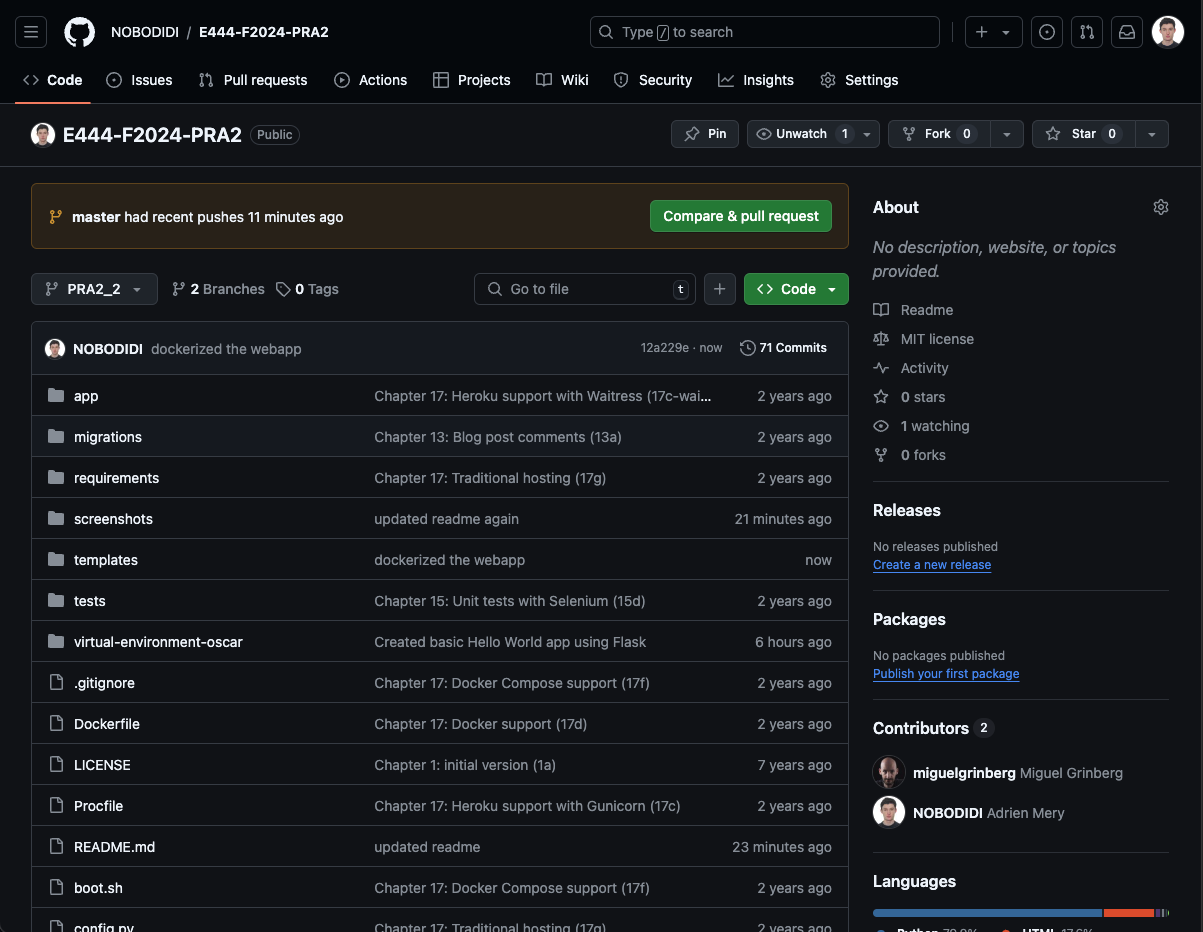 NOBODIDI / E444-F2024-PRA2
Type / to search
Code Issues Pull requests Actions Projects Wiki Security Insights Settings
E444-F2024-PRA2 Public
Pin Unwatch 1 Fork 0 Star 0
master had recent pushes 11 minutes ago Compare & pull request
PRA2_2 2 Branches 0 Tags Go to file t Code
NOBODIDI dockerized the webapp 12a229e · now 71 Commits
app Chapter 17: Heroku support with Waitress (17c-wai... 2 years ago
migrations Chapter 13: Blog post comments (13a) 2 years ago
requirements Chapter 17: Traditional hosting (17g) 2 years ago
screenshots updated readme again 21 minutes ago
templates dockerized the webapp now
tests Chapter 15: Unit tests with Selenium (15d) 2 years ago
virtual-environment-oscar Created basic Hello World app using Flask 6 hours ago
.gitignore Chapter 17: Docker Compose support (17f) 2 years ago
Dockerfile Chapter 17: Docker support (17d) 2 years ago
LICENSE Chapter 1: initial version (1a) 7 years ago
Procfile Chapter 17: Heroku support with Gunicorn (17c) 2 years ago
README.md updated readme 23 minutes ago
boot.sh Chapter 17: Docker Compose support (17f) 2 years ago
config.py Chapter 17: Traditional hosting (17g) 2 years ago
About
No description, website, or topics
provided.
Readme
MIT license
Activity
0 stars
1 watching
0 forks
Releases
No releases published
Create a new release
Packages
No packages published
Publish your first package
Contributors 2
miguelgrinberg Miguel Grinberg
NOBODIDI Adrien Mery
Languages
Python HTML